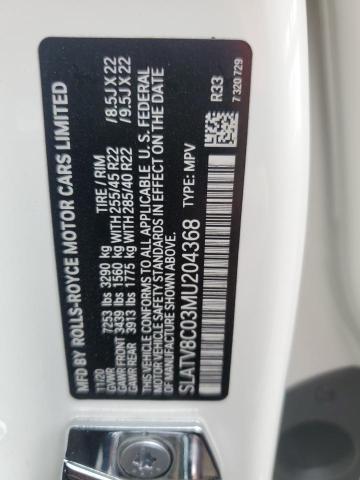 MFD BY ROLLS-ROYCE MOTOR CARS LIMITED
11/20 TIRE/RIM
GVWR 7253 lbs 3290 kg
GAWR FRONT 3439 lbs 1560 kg WITH 255/45 R22 /8.5J X 22
GAWR REAR 3913 lbs 1775 kg WITH 285/40 R22 /9.5J X 22
THIS VEHICLE CONFORMS TO ALL APPLICABLE U.S. FEDERAL
MOTOR VEHICLE SAFETY STANDARDS IN EFFECT ON THE DATE
OF MANUFACTURE SHOWN ABOVE.
SLATV8C03MU204368 TYPE: MPV R33
7 320 729